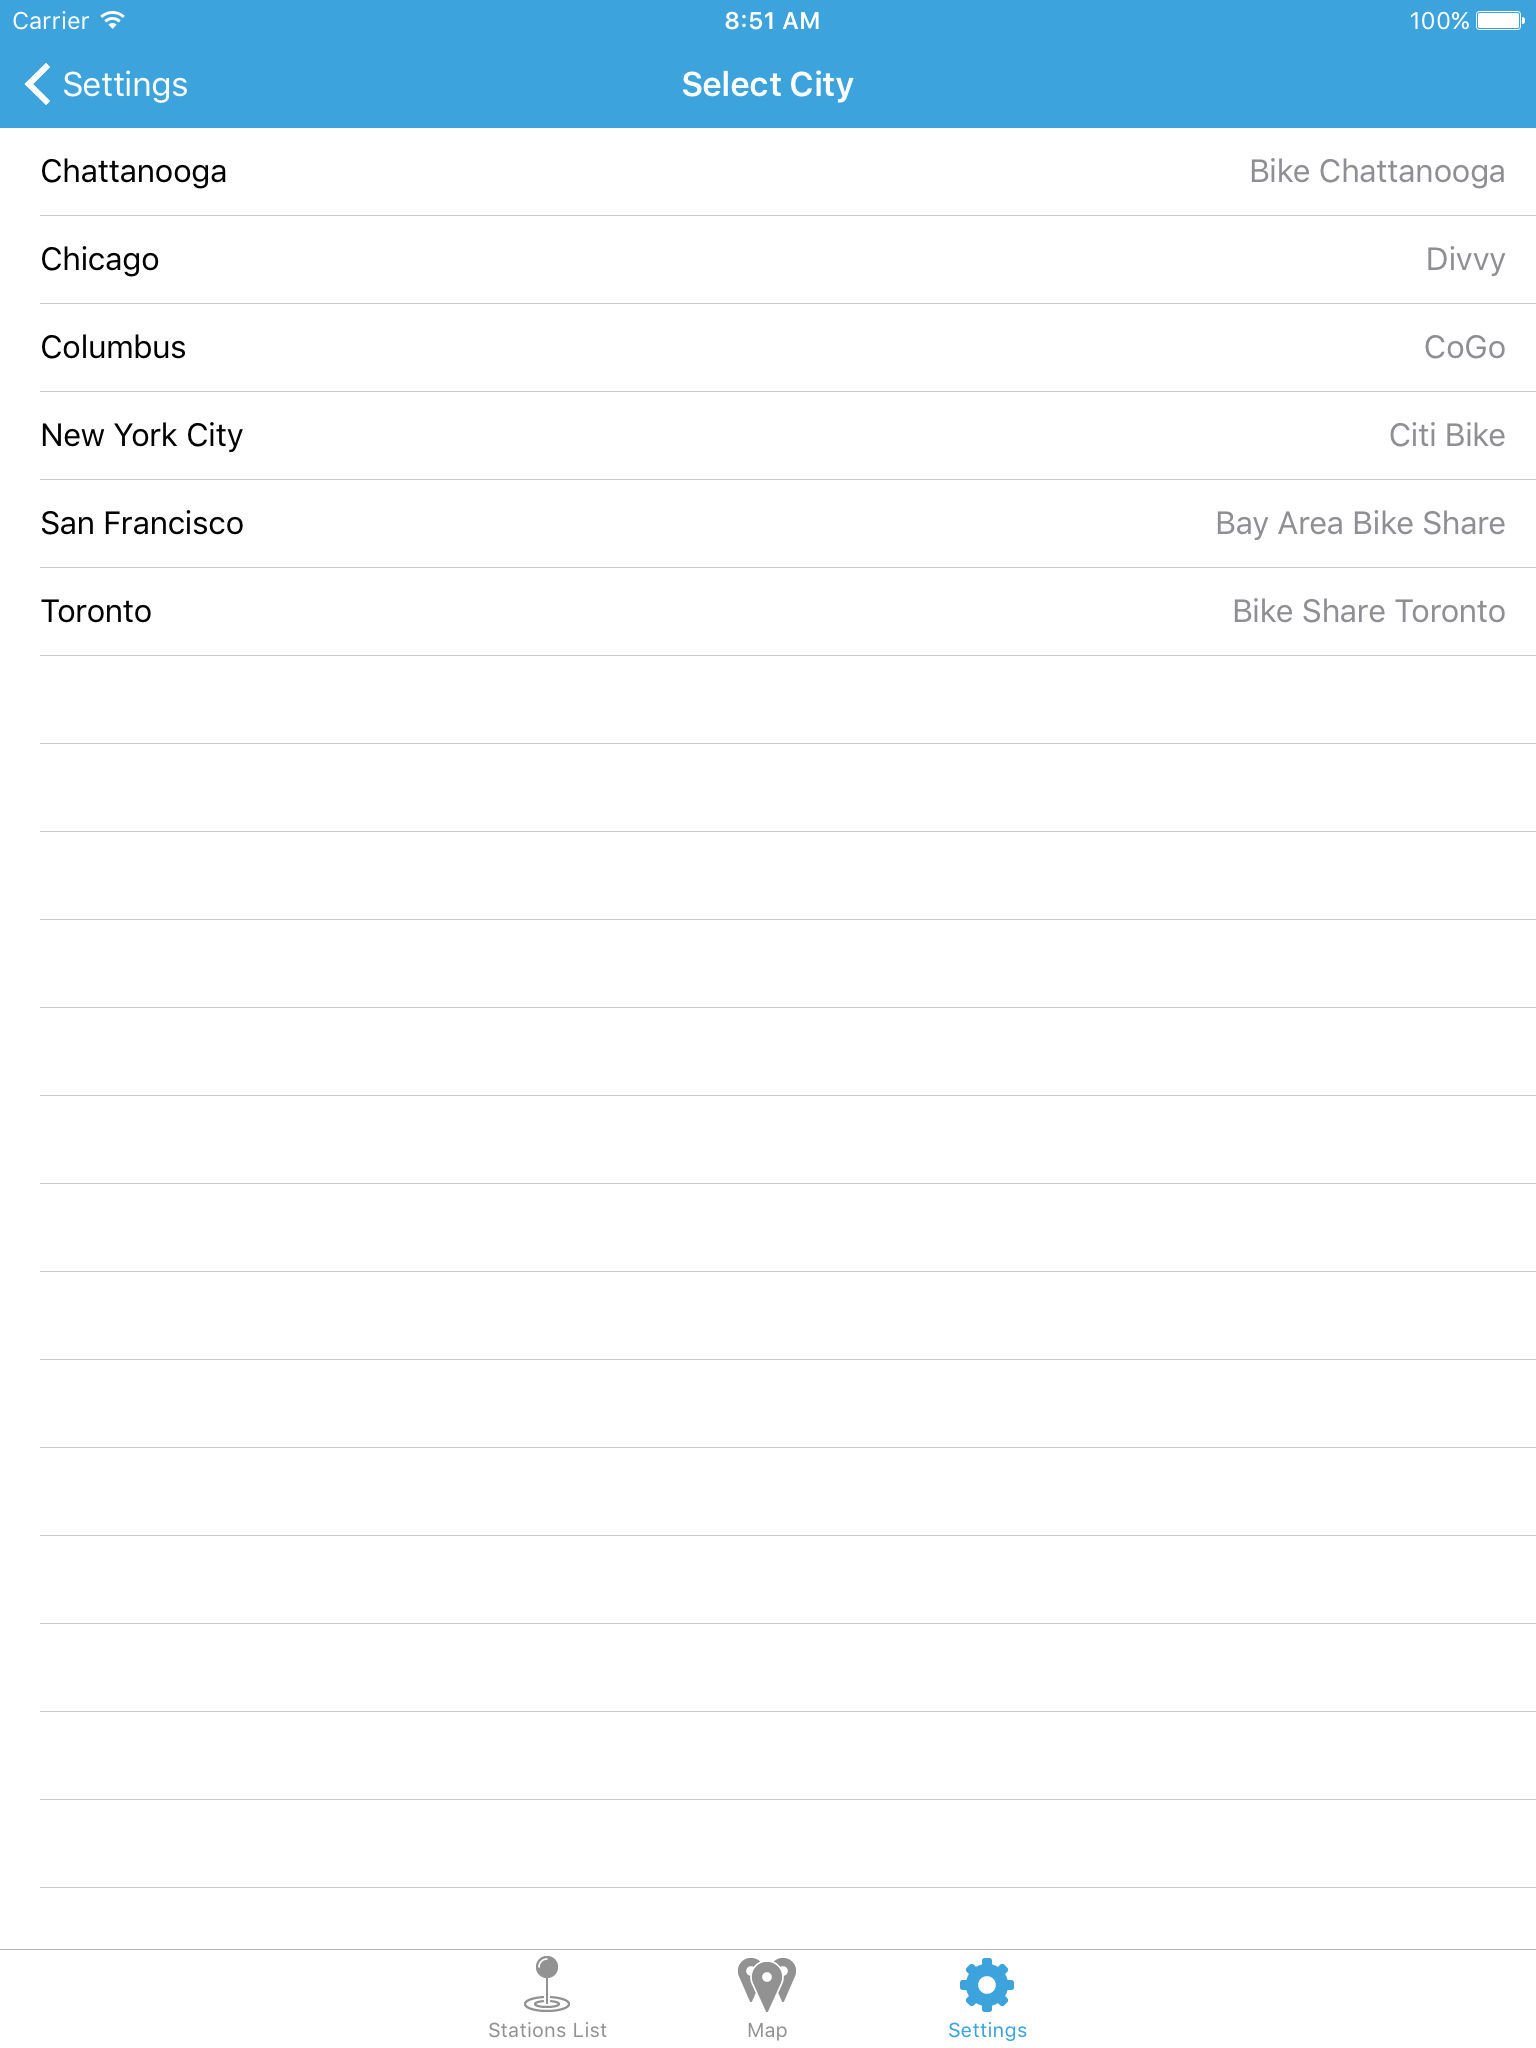 Carrier 8:51 AM 100%
Settings Select City
Chattanooga Bike Chattanooga
Chicago Divvy
Columbus CoGo
New York City Citi Bike
San Francisco Bay Area Bike Share
Toronto Bike Share Toronto
Stations List Map Settings